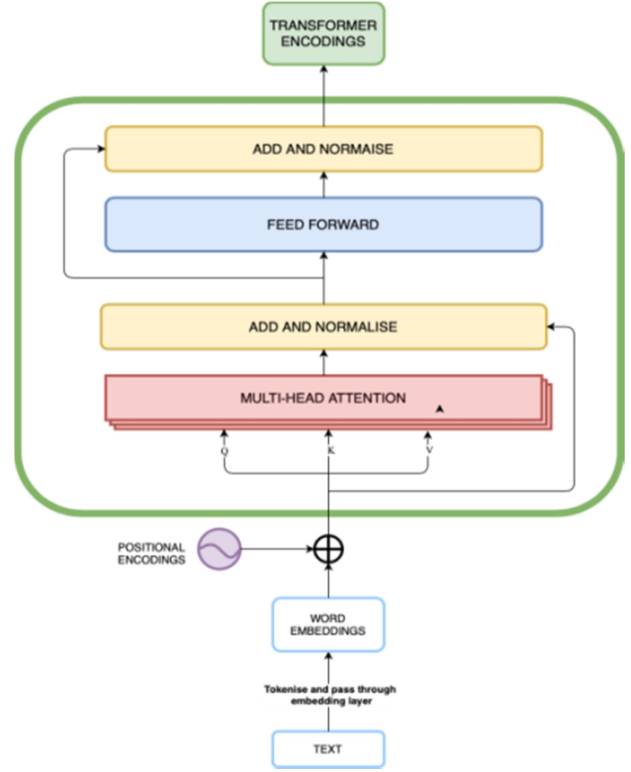 TRANSFORMER
ENCODINGS
ADD AND NORMAISE
FEED FORWARD
ADD AND NORMALISE
MULTI-HEAD ATTENTION
Q
K
V
POSITIONAL
ENCODINGS
WORD
EMBEDDINGS
Tokenise and pass through
embedding layer
TEXT